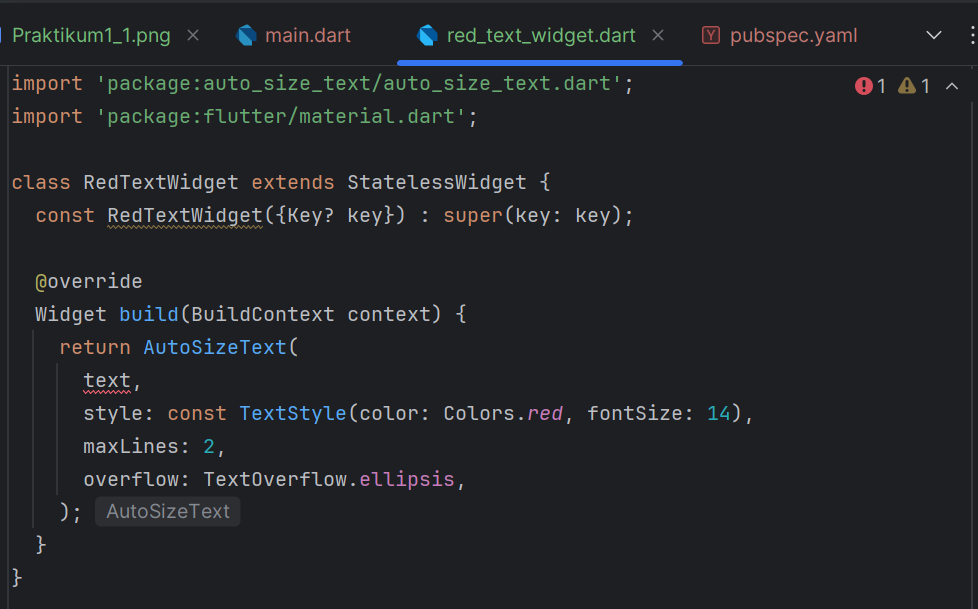 Praktikum1_1.png main.dart red_text_widget.dart Y pubspec.yaml
import 'package:auto_size_text/auto_size_text.dart'; 1 1
import 'package:flutter/material.dart';
class RedTextWidget extends StatelessWidget {
const RedTextWidget({Key? key}) : super(key: key);
@override
Widget build(BuildContext context) {
return AutoSizeText(
text,
style: const TextStyle(color: Colors.red, fontSize: 14),
maxLines: 2,
overflow: TextOverflow.ellipsis,
); AutoSizeText
}
}